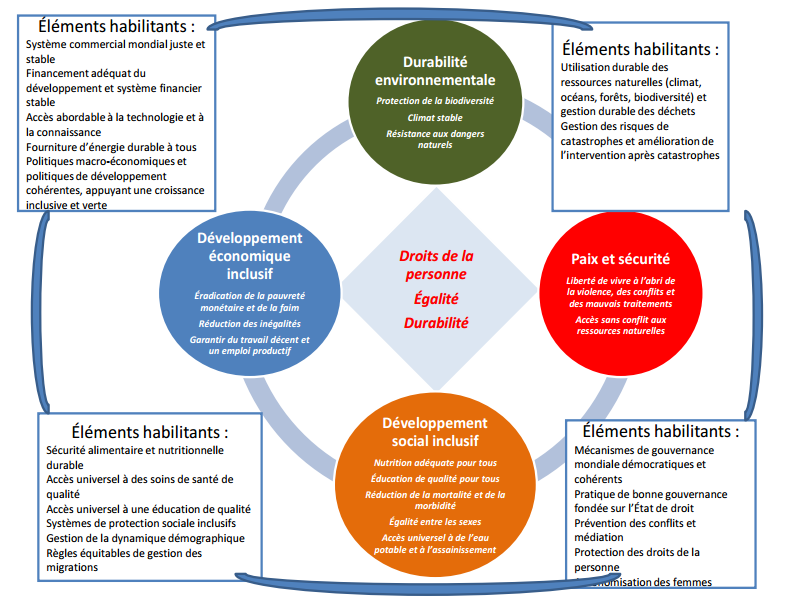 Éléments habilitants :
Système commercial mondial juste et
stable
Financement adéquat du
développement et système financier
stable
Accès abordable à la technologie et à
la connaissance
Fourniture d'énergie durable à tous
Politiques macro-économiques et
politiques de développement
cohérentes, appuyant une croissance
inclusive et verte
Durabilité
environnementale
Protection de la biodiversité
Climat stable
Résistance aux dangers
naturels
Éléments habilitants :
Utilisation durable des
ressources naturelles (climat,
océans, forêts, biodiversité) et
gestion durable des déchets
Gestion des risques de
catastrophes et amélioration de
l'intervention après catastrophes
Développement
économique
inclusif
Éradication de la pauvreté
monétaire et de la faim
Réduction des inégalités
Garantir du travail décent et
un emploi productif
Droits de la
personne
Égalité
Durabilité
Paix et sécurité
Liberté de vivre à l'abri de
la violence, des conflits et
des mauvais traitements
Accès sans conflit aux
ressources naturelles
Éléments habilitants :
Sécurité alimentaire et nutritionnelle
durable
Accès universel à des soins de santé de
qualité
Accès universel à une éducation de qualité
Systèmes de protection sociale inclusifs
Gestion de la dynamique démographique
Règles équitables de gestion des
migrations
Développement
social inclusif
Nutrition adéquate pour tous
Éducation de qualité pour tous
Réduction de la mortalité et de la
morbidité
Égalité entre les sexes
Accès universel à de l'eau
potable et à l'assainissement
Éléments habilitants :
Mécanismes de gouvernance
mondiale démocratiques et
cohérents
Pratique de bonne gouvernance
fondée sur l'État de droit
Prévention des conflits et
médiation
Protection des droits de la
personne
des femmes